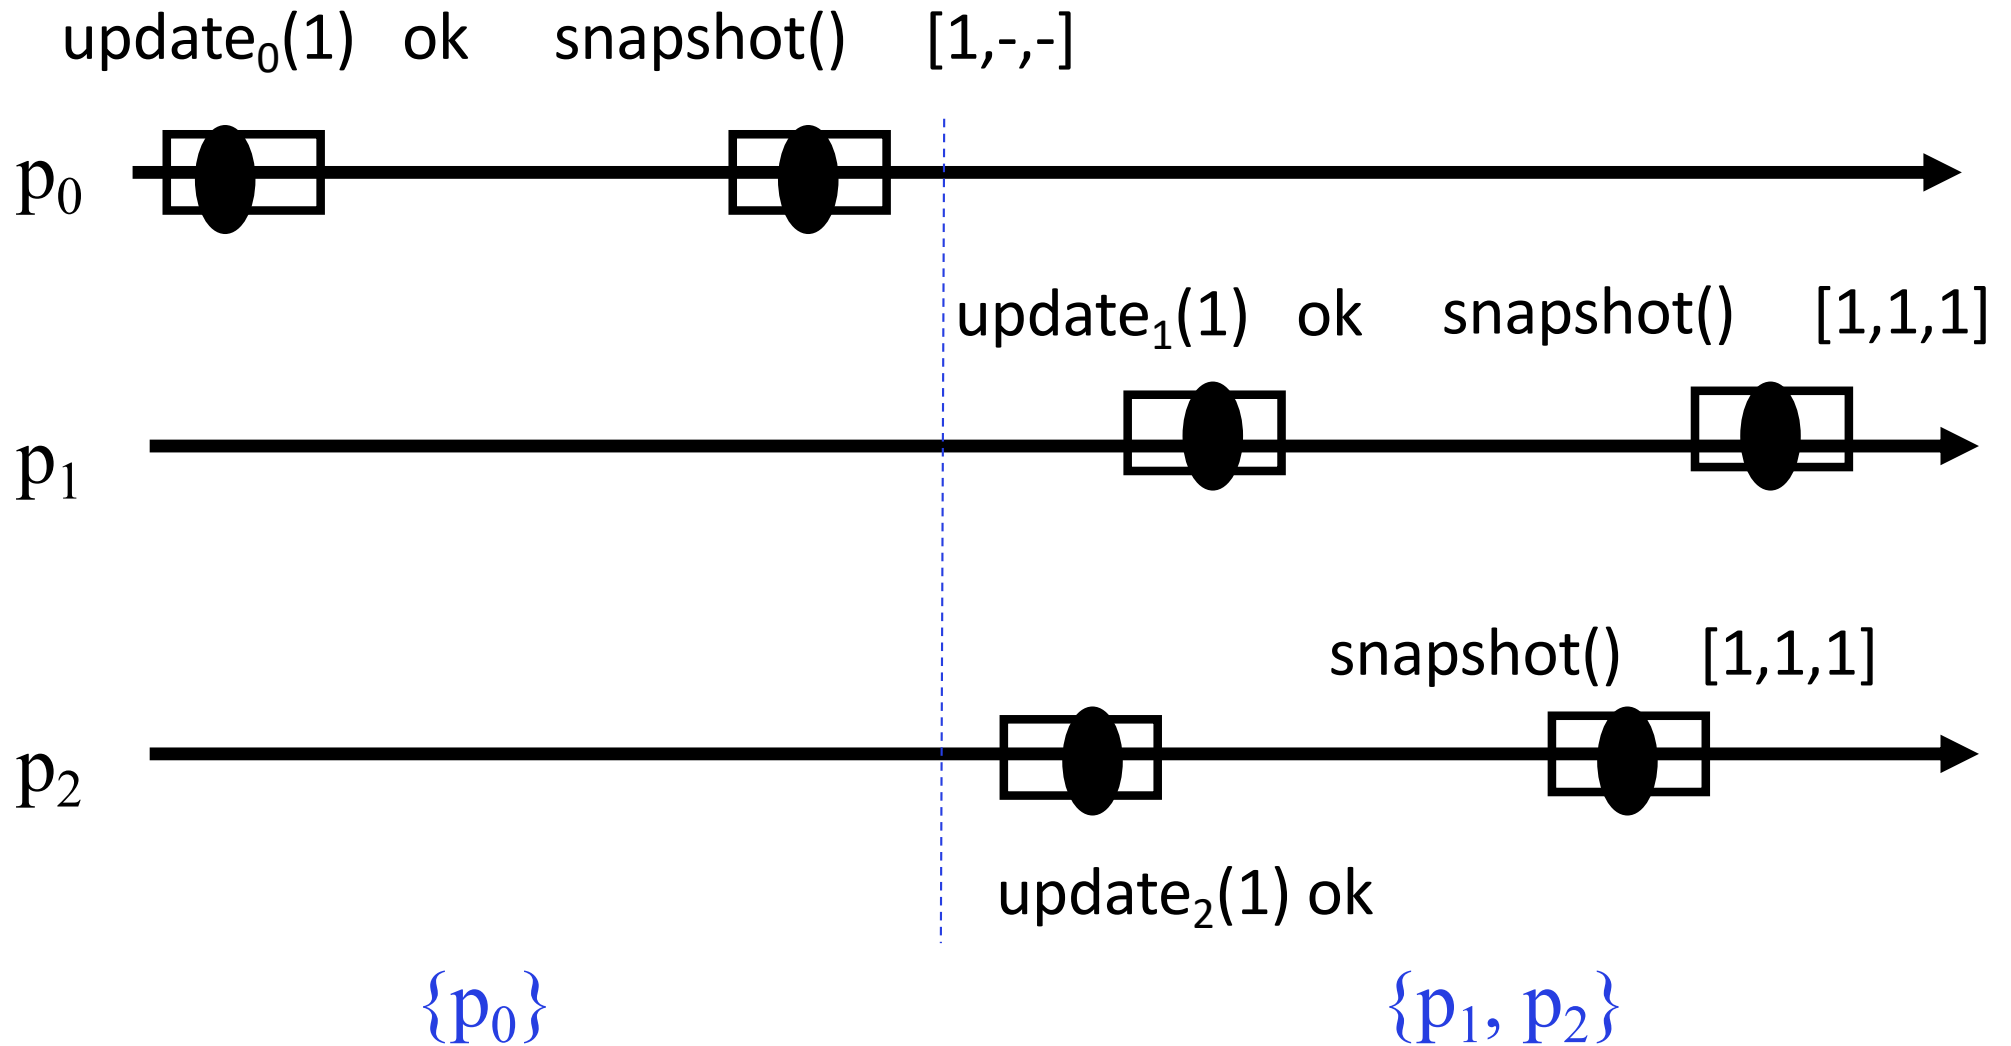 update₀(1) ok snapshot() [1,-,-]
p₀
update₁(1) ok snapshot() [1,1,1]
p₁
snapshot() [1,1,1]
p₂
update₂(1) ok
{p₀} {p₁, p₂}